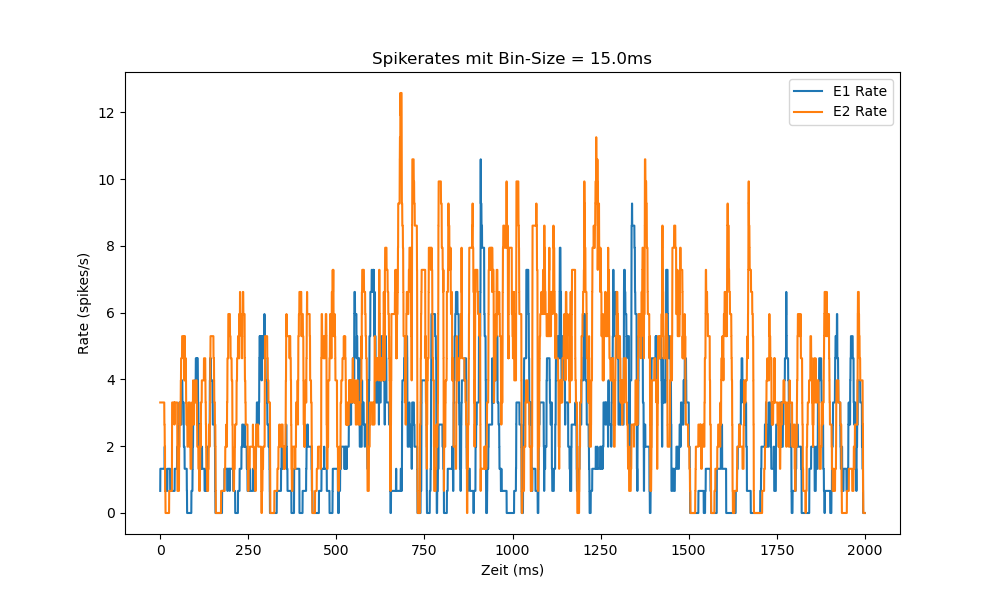 Spikerates mit Bin-Size = 15.0ms
E1 Rate
E2 Rate
12
10
8
6
4
2
0
Rate (spikes/s)
0 250 500 750 1000 1250 1500 1750 2000
Zeit (ms)